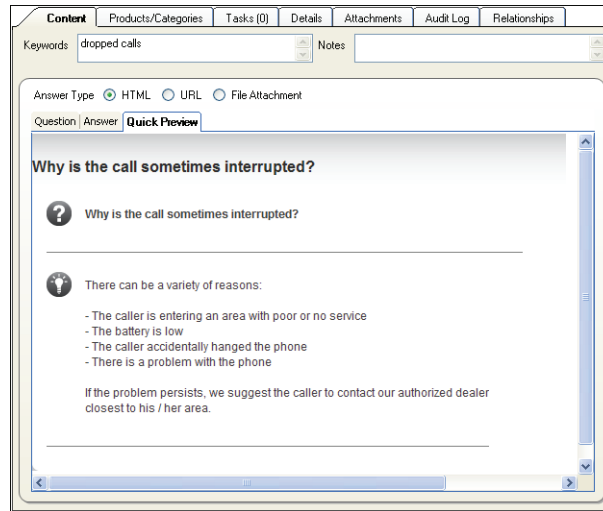 Content Products/Categories Tasks (0) Details Attachments Audit Log Relationships
Keywords dropped calls Notes
Answer Type HTML URL File Attachment
Question Answer Quick Preview
Why is the call sometimes interrupted?
Why is the call sometimes interrupted?
There can be a variety of reasons:
- The caller is entering an area with poor or no service
- The battery is low
- The caller accidentally hanged the phone
- There is a problem with the phone
If the problem persists, we suggest the caller to contact our authorized dealer
closest to his / her area.